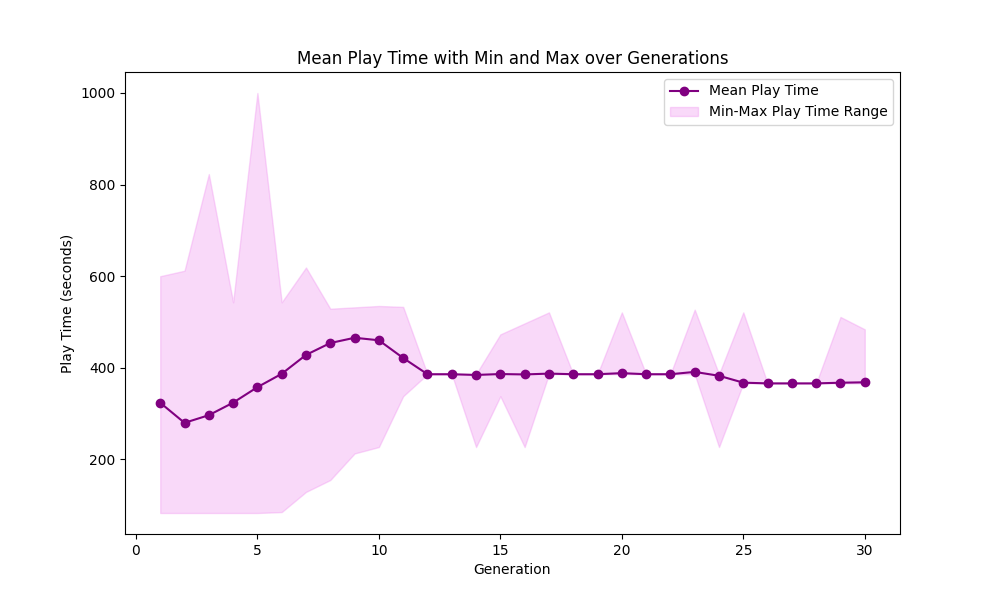 Mean Play Time with Min and Max over Generations
Mean Play Time
Min-Max Play Time Range
Play Time (seconds)
1000
800
600
400
200
0 5 10 15 20 25 30
Generation